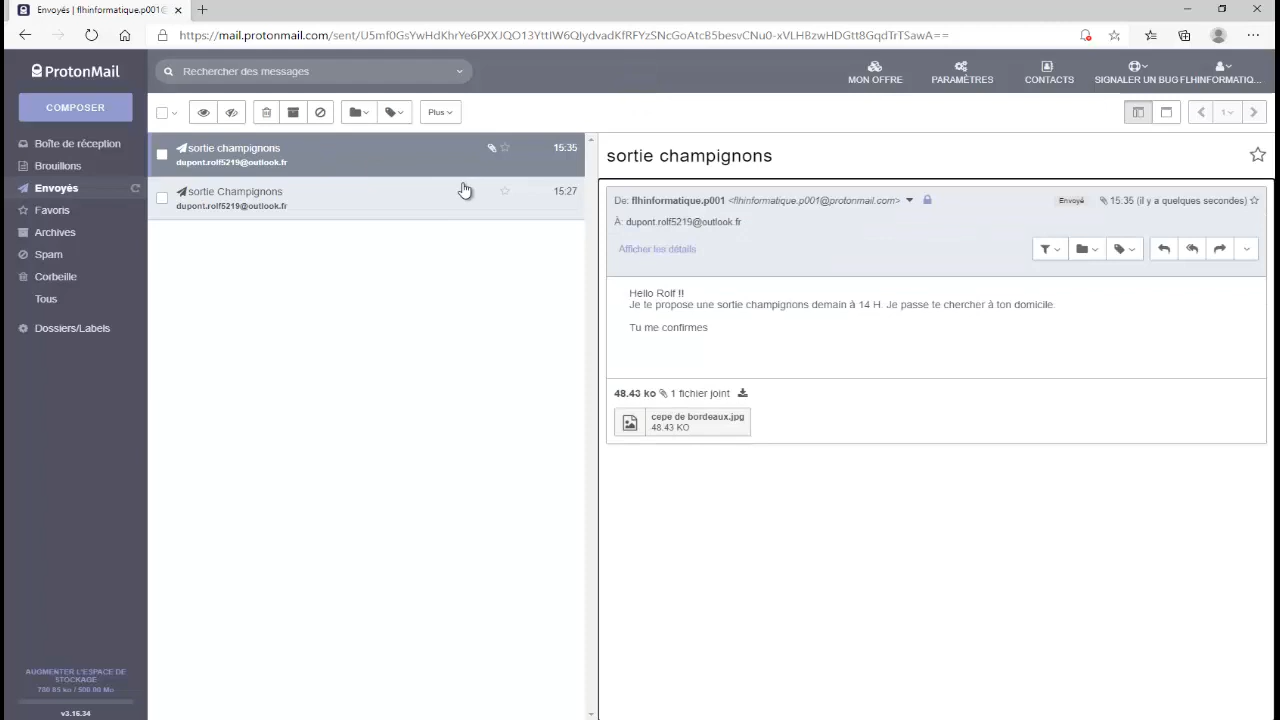 Envoyés | flhinformatique.p001@
https://mail.protonmail.com/sent/U5mf0GsYwHdKhrYe6PXXJQO13YttIW6QIydvadKfRFYzSNcGoAtcB5besvCNu0-xVLHBzwHDGtt8GqdTrTSawA==
ProtonMail
Rechercher des messages
MON OFFRE
PARAMÈTRES
CONTACTS
SIGNALER UN BUG
FLHINFORMATIQ...
COMPOSER
Plus
1
Boîte de réception
Brouillons
Envoyés
Favoris
Archives
Spam
Corbeille
Tous
Dossiers/Labels
AUGMENTER L'ESPACE DE
STOCKAGE
v3.16.34
sortie champignons 15:35
dupont.rolf5219@outlook.fr
sortie Champignons 15:27
dupont.rolf5219@outlook.fr
sortie champignons
De: flhinformatique.p001 <flhinformatique.p001@protonmail.com> Envoyé 15:35 (il y a quelques secondes)
À: dupont.rolf5219@outlook.fr
Afficher les détails
Hello Rolf !!
Je te propose une sortie champignons demain à 14 H. Je passe te chercher à ton domicile.
Tu me confirmes
48.43 ko 1 fichier joint
cepe de bordeaux.jpg
48.43 KO